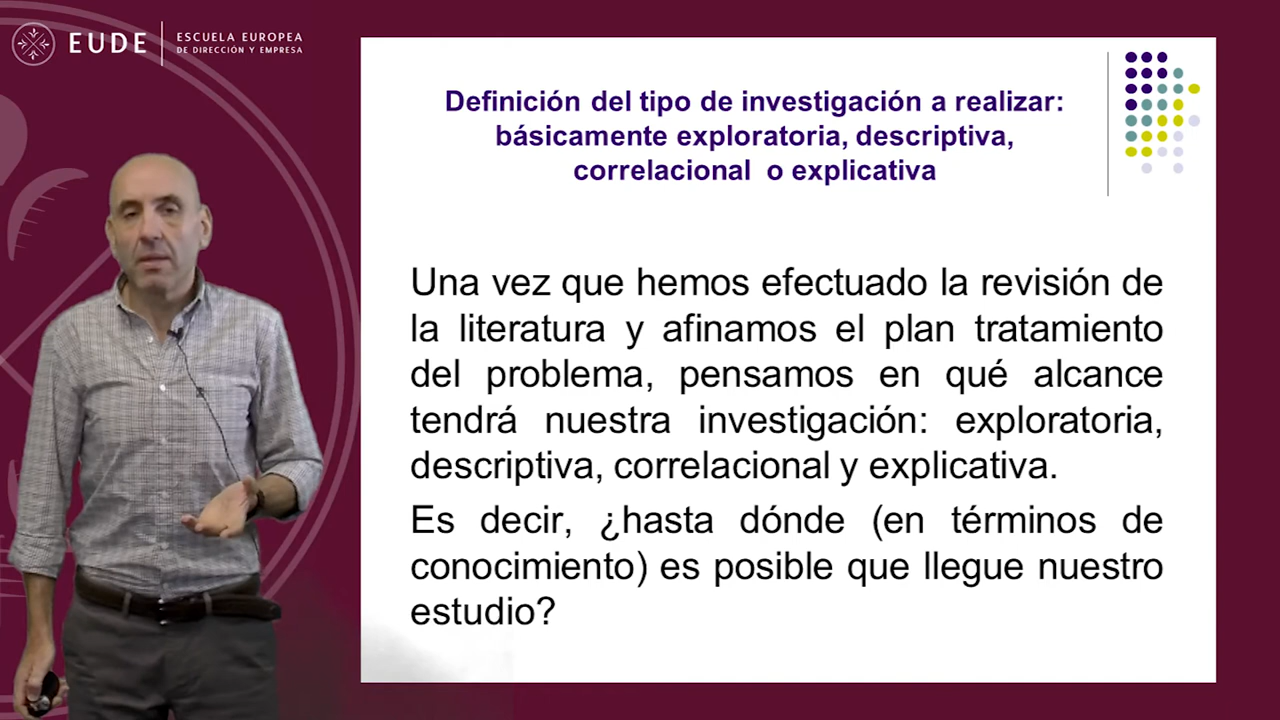 EUDE
ESCUELA EUROPEA
DE DIRECCIÓN Y EMPRESA
Definición del tipo de investigación a realizar:
básicamente exploratoria, descriptiva,
correlacional o explicativa
Una vez que hemos efectuado la revisión de
la literatura y afinamos el plan tratamiento
del problema, pensamos en qué alcance
tendrá nuestra investigación: exploratoria,
descriptiva, correlacional y explicativa.
Es decir, ¿hasta dónde (en términos de
conocimiento) es posible que llegue nuestro
estudio?